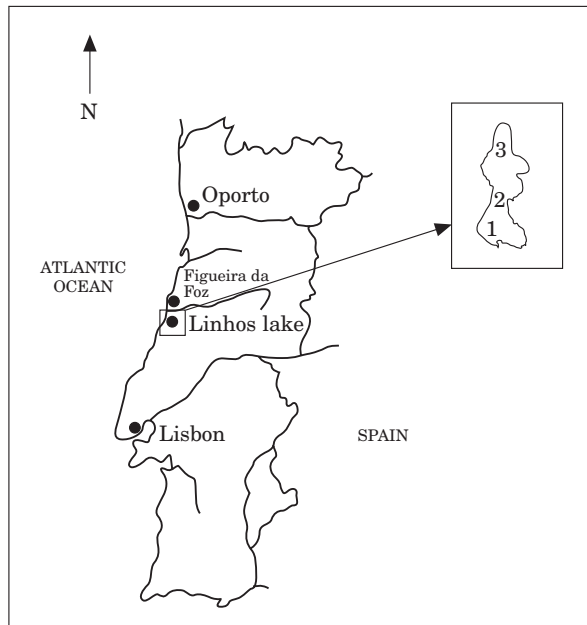 N
3
2
1
Oporto
ATLANTIC
OCEAN
Figueira da
Foz
Linhos lake
Lisbon
SPAIN